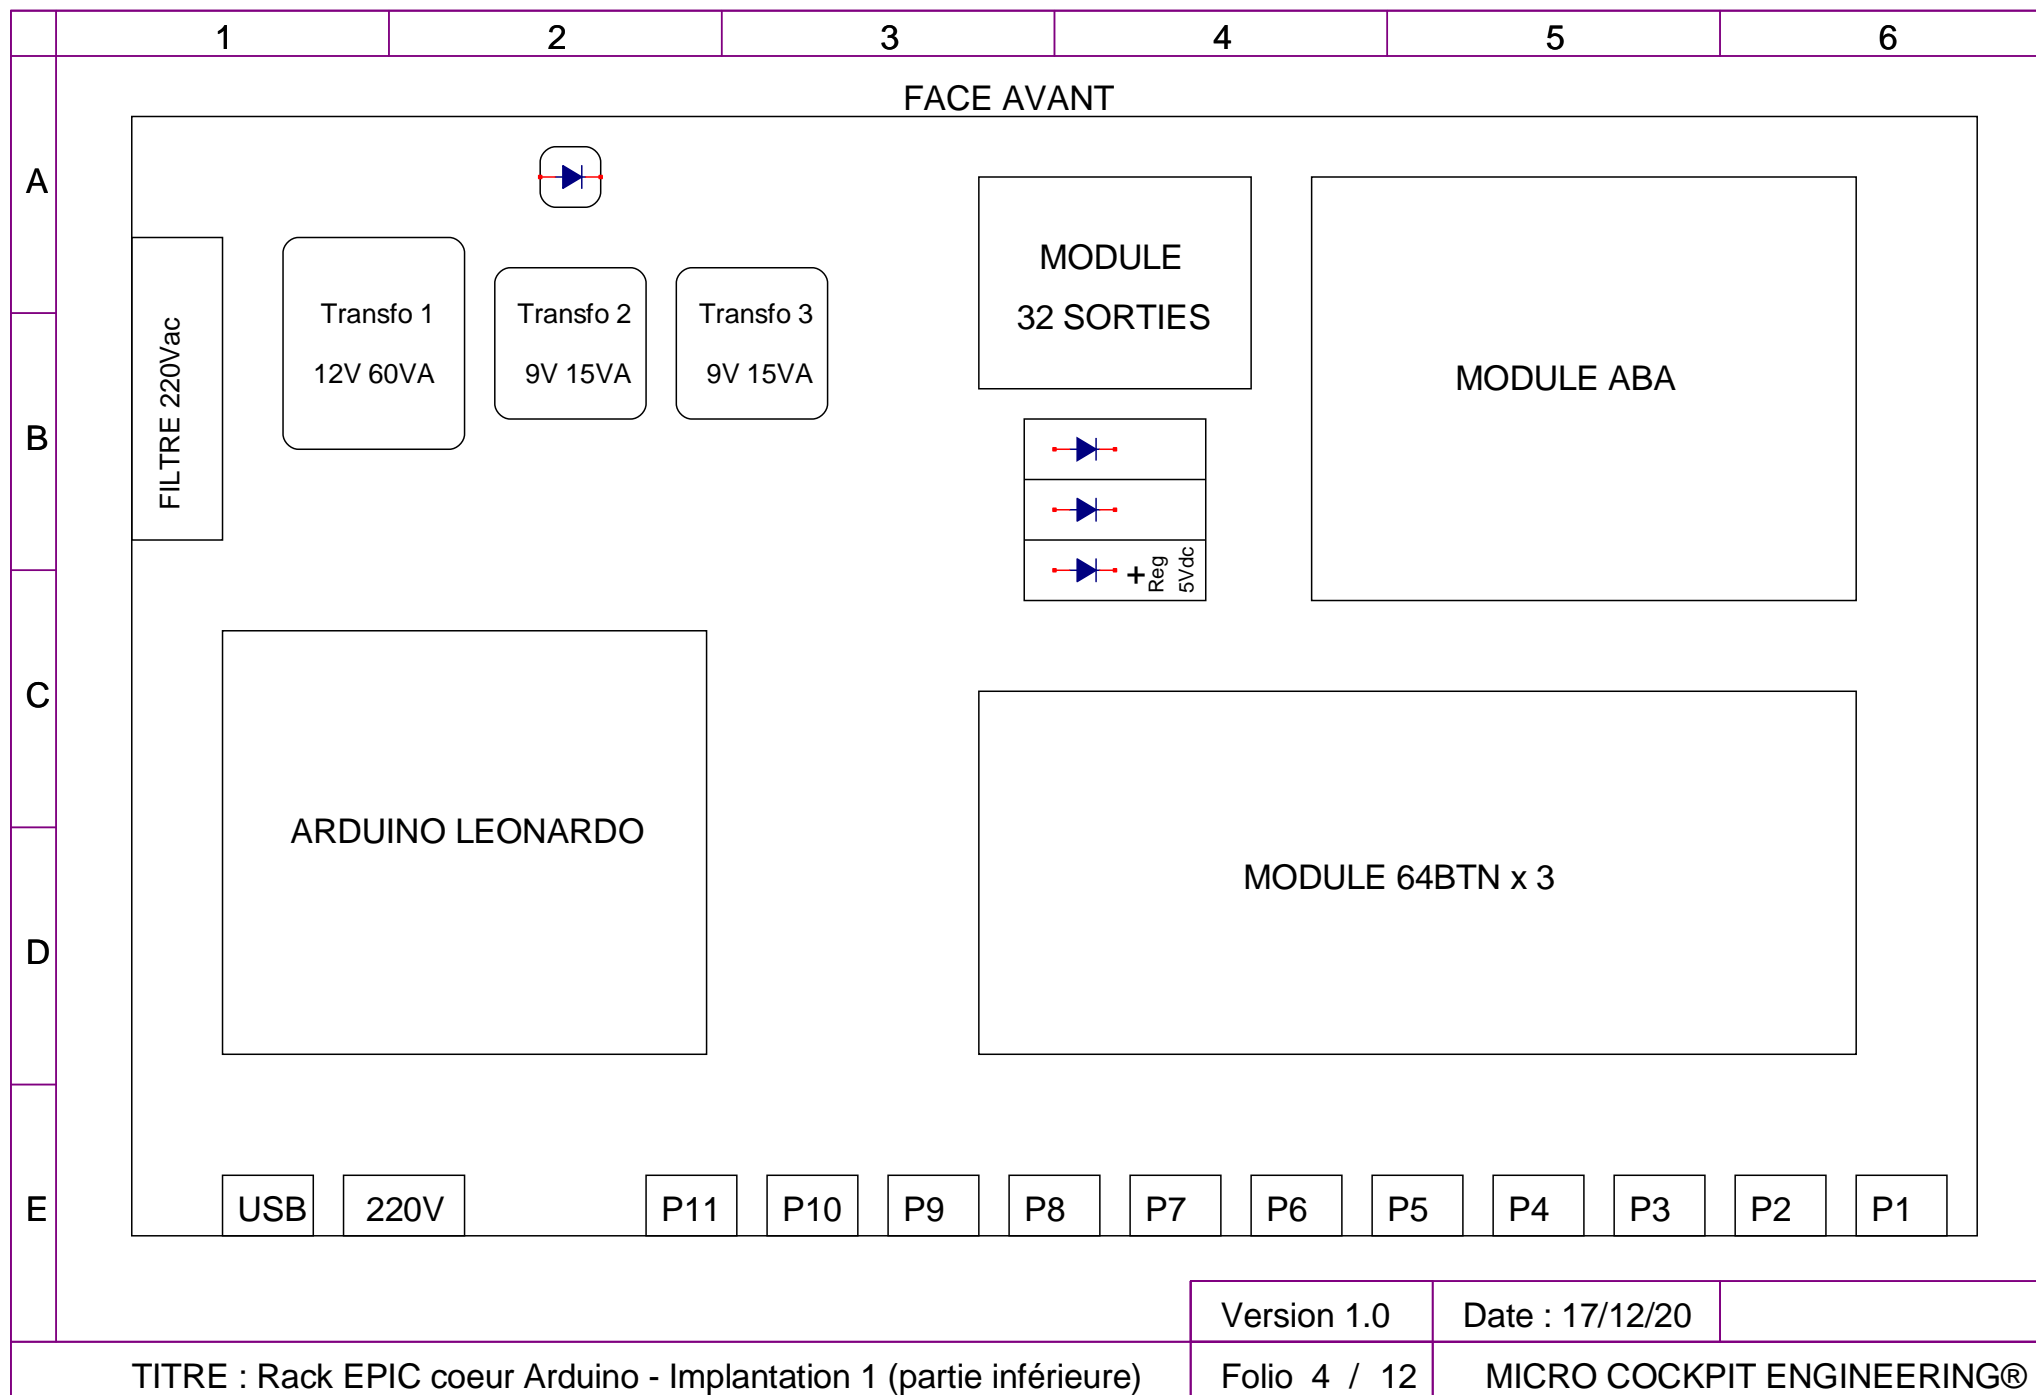 1 2 3 4 5 6
FACE AVANT
A
MODULE
32 SORTIES
Transfo 1
12V 60VA
Transfo 2
9V 15VA
Transfo 3
9V 15VA
FILTRE 220Vac
MODULE ABA
B
+
Reg
5Vdc
C
ARDUINO LEONARDO
MODULE 64BTN x 3
D
E
USB 220V P11 P10 P9 P8 P7 P6 P5 P4 P3 P2 P1
Version 1.0 Date : 17/12/20
TITRE : Rack EPIC coeur Arduino - Implantation 1 (partie inférieure) Folio 4 / 12 MICRO COCKPIT ENGINEERING®